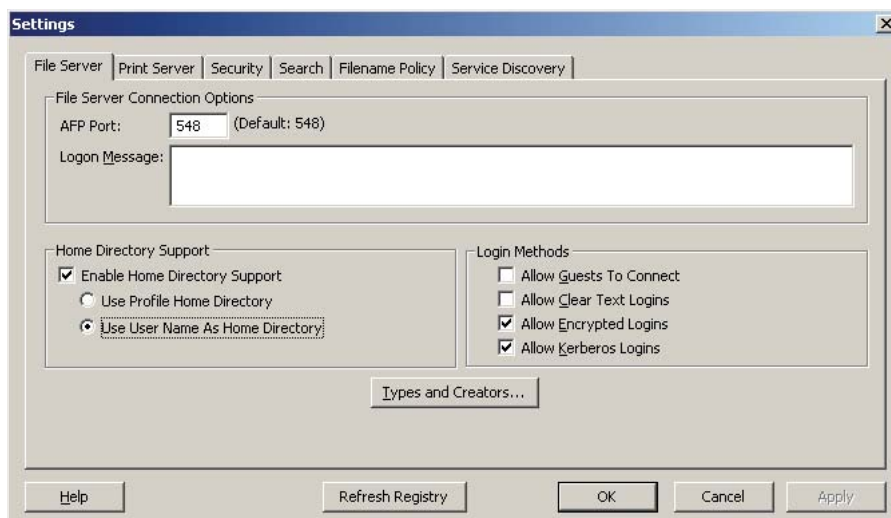 Settings
File Server Print Server Security Search Filename Policy Service Discovery
File Server Connection Options
AFP Port: 548 (Default: 548)
Logon Message:
Home Directory Support
Enable Home Directory Support
Use Profile Home Directory
Use User Name As Home Directory
Login Methods
Allow Guests To Connect
Allow Clear Text Logins
Allow Encrypted Logins
Allow Kerberos Logins
Types and Creators...
Help Refresh Registry OK Cancel Apply